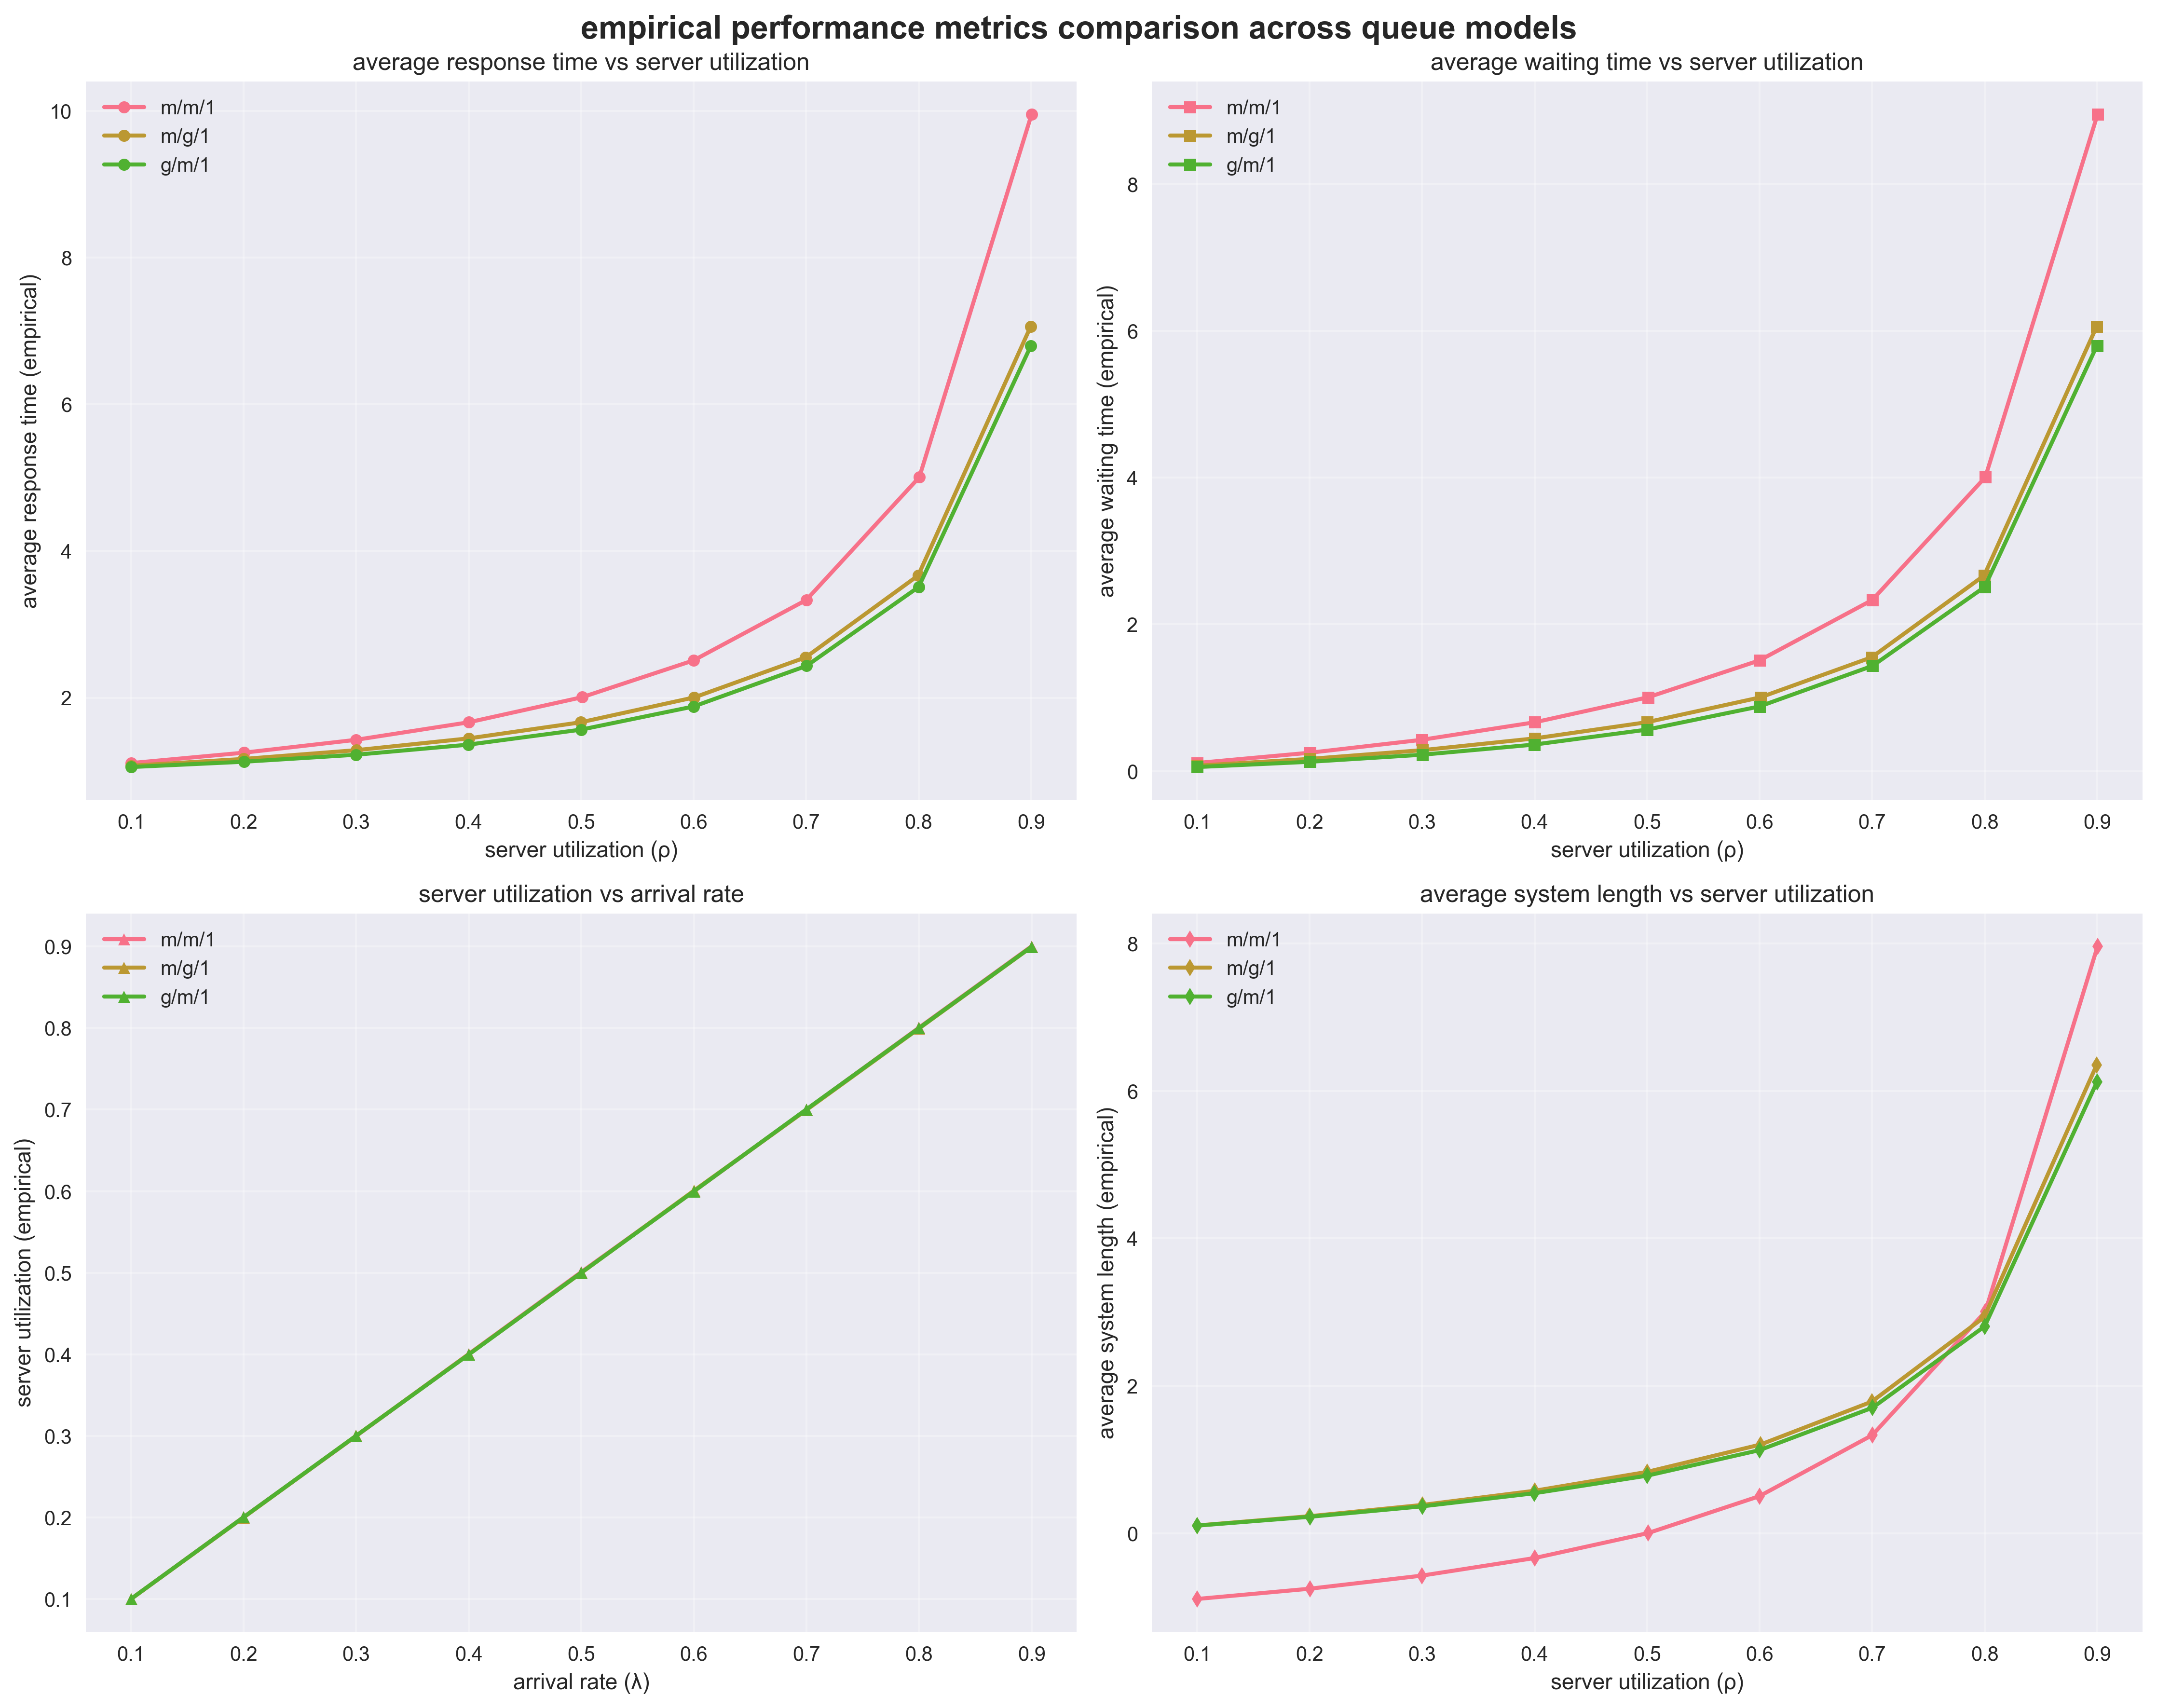 empirical performance metrics comparison across queue models
average response time vs server utilization
m/m/1
m/g/1
g/m/1
10
8
6
4
2
average response time (empirical)
0.1 0.2 0.3 0.4 0.5 0.6 0.7 0.8 0.9
server utilization (ρ)
average waiting time vs server utilization
m/m/1
m/g/1
g/m/1
8
6
4
2
0
average waiting time (empirical)
0.1 0.2 0.3 0.4 0.5 0.6 0.7 0.8 0.9
server utilization (ρ)
server utilization vs arrival rate
m/m/1
m/g/1
g/m/1
0.9
0.8
0.7
0.6
0.5
0.4
0.3
0.2
0.1
server utilization (empirical)
0.1 0.2 0.3 0.4 0.5 0.6 0.7 0.8 0.9
arrival rate (λ)
average system length vs server utilization
m/m/1
m/g/1
g/m/1
8
6
4
2
0
average system length (empirical)
0.1 0.2 0.3 0.4 0.5 0.6 0.7 0.8 0.9
server utilization (ρ)